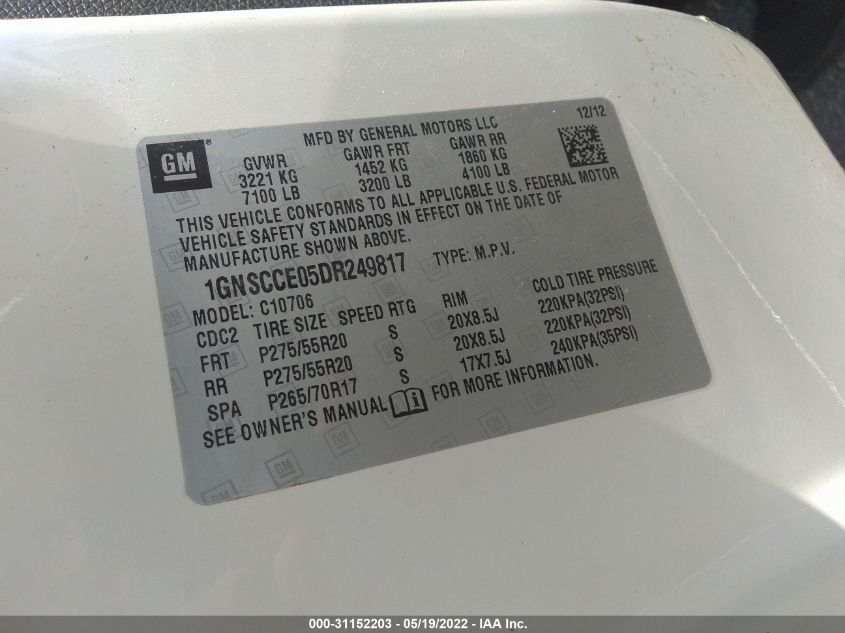 12/12
MFD BY GENERAL MOTORS LLC
GM
GVWR GAWR FRT GAWR RR
3221 KG 1452 KG 1860 KG
7100 LB 3200 LB 4100 LB
THIS VEHICLE CONFORMS TO ALL APPLICABLE U.S. FEDERAL MOTOR
VEHICLE SAFETY STANDARDS IN EFFECT ON THE DATE OF
MANUFACTURE SHOWN ABOVE.
1GNSCCE05DR249817 TYPE: M.P.V.
MODEL: C10706
CDC2 TIRE SIZE SPEED RTG RIM COLD TIRE PRESSURE
FRT P275/55R20 S 20X8.5J 220KPA(32PSI)
RR P275/55R20 S 20X8.5J 220KPA(32PSI)
SPA P265/70R17 S 17X7.5J 240KPA(35PSI)
SEE OWNER'S MANUAL FOR MORE INFORMATION.
000-31152203 - 05/19/2022 - IAA Inc.